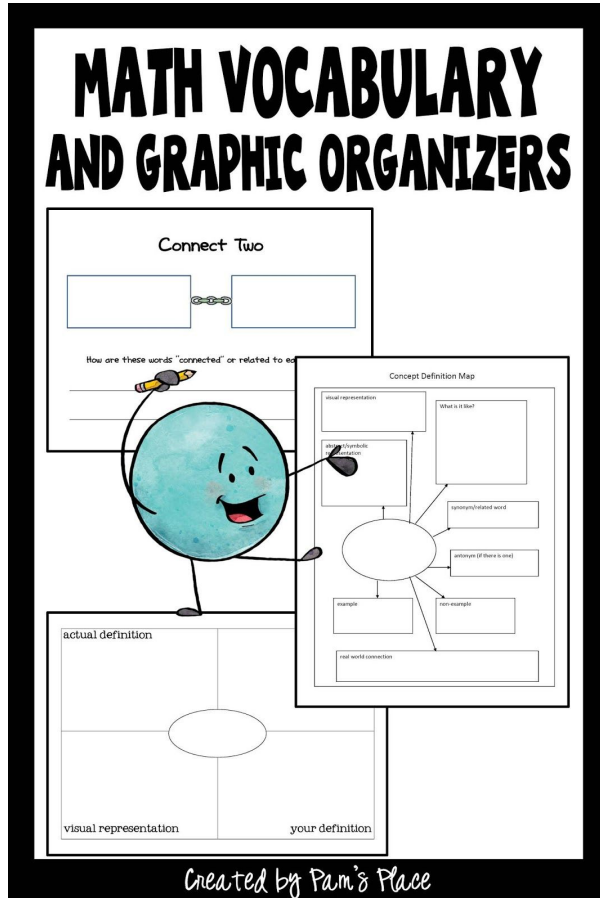 MATH VOCABULARY
AND GRAPHIC ORGANIZERS
Connect Two
How are these words "connected" or related to
Concept Definition Map
visual representation
What is it like?
abstract/symbolic
representation
synonym/related word
antonym (if there is one)
example
non-example
real world connection
actual definition
visual representation
your definition
Created by Pam's Place